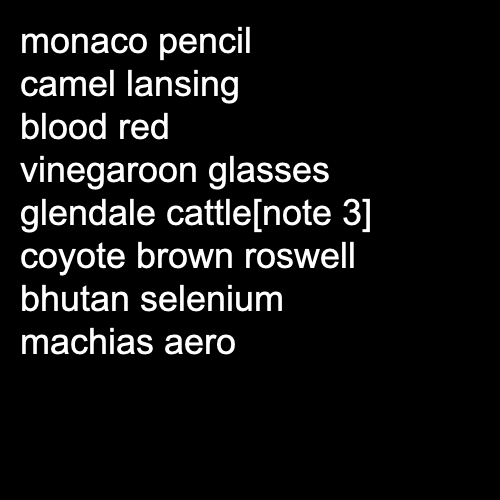 monaco pencil
camel lansing
blood red
vinegaroon glasses
glendale cattle[note 3]
coyote brown roswell
bhutan selenium
machias aero